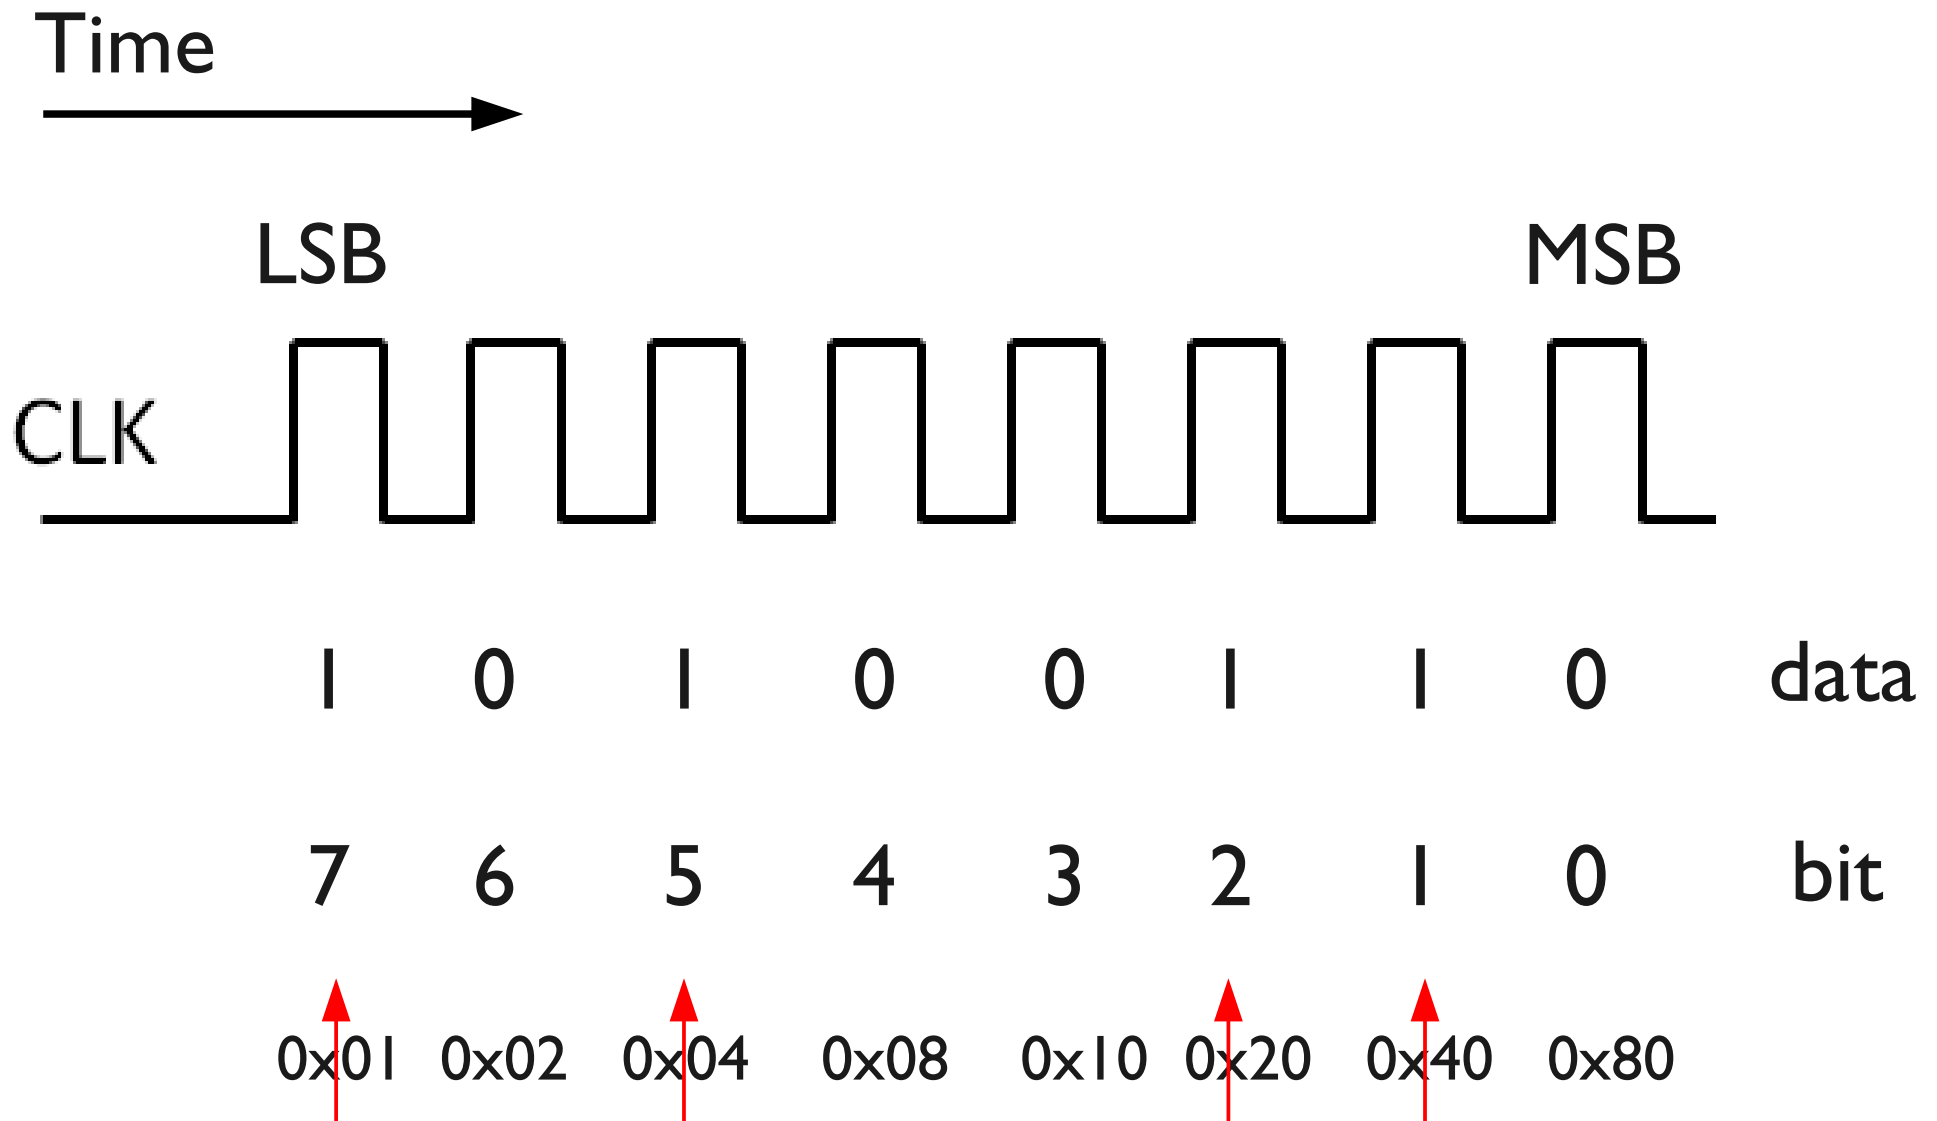 Time
LSB MSB
CLK
1 0 1 0 0 1 1 0 data
7 6 5 4 3 2 1 0 bit
0x01 0x02 0x04 0x08 0x10 0x20 0x40 0x80